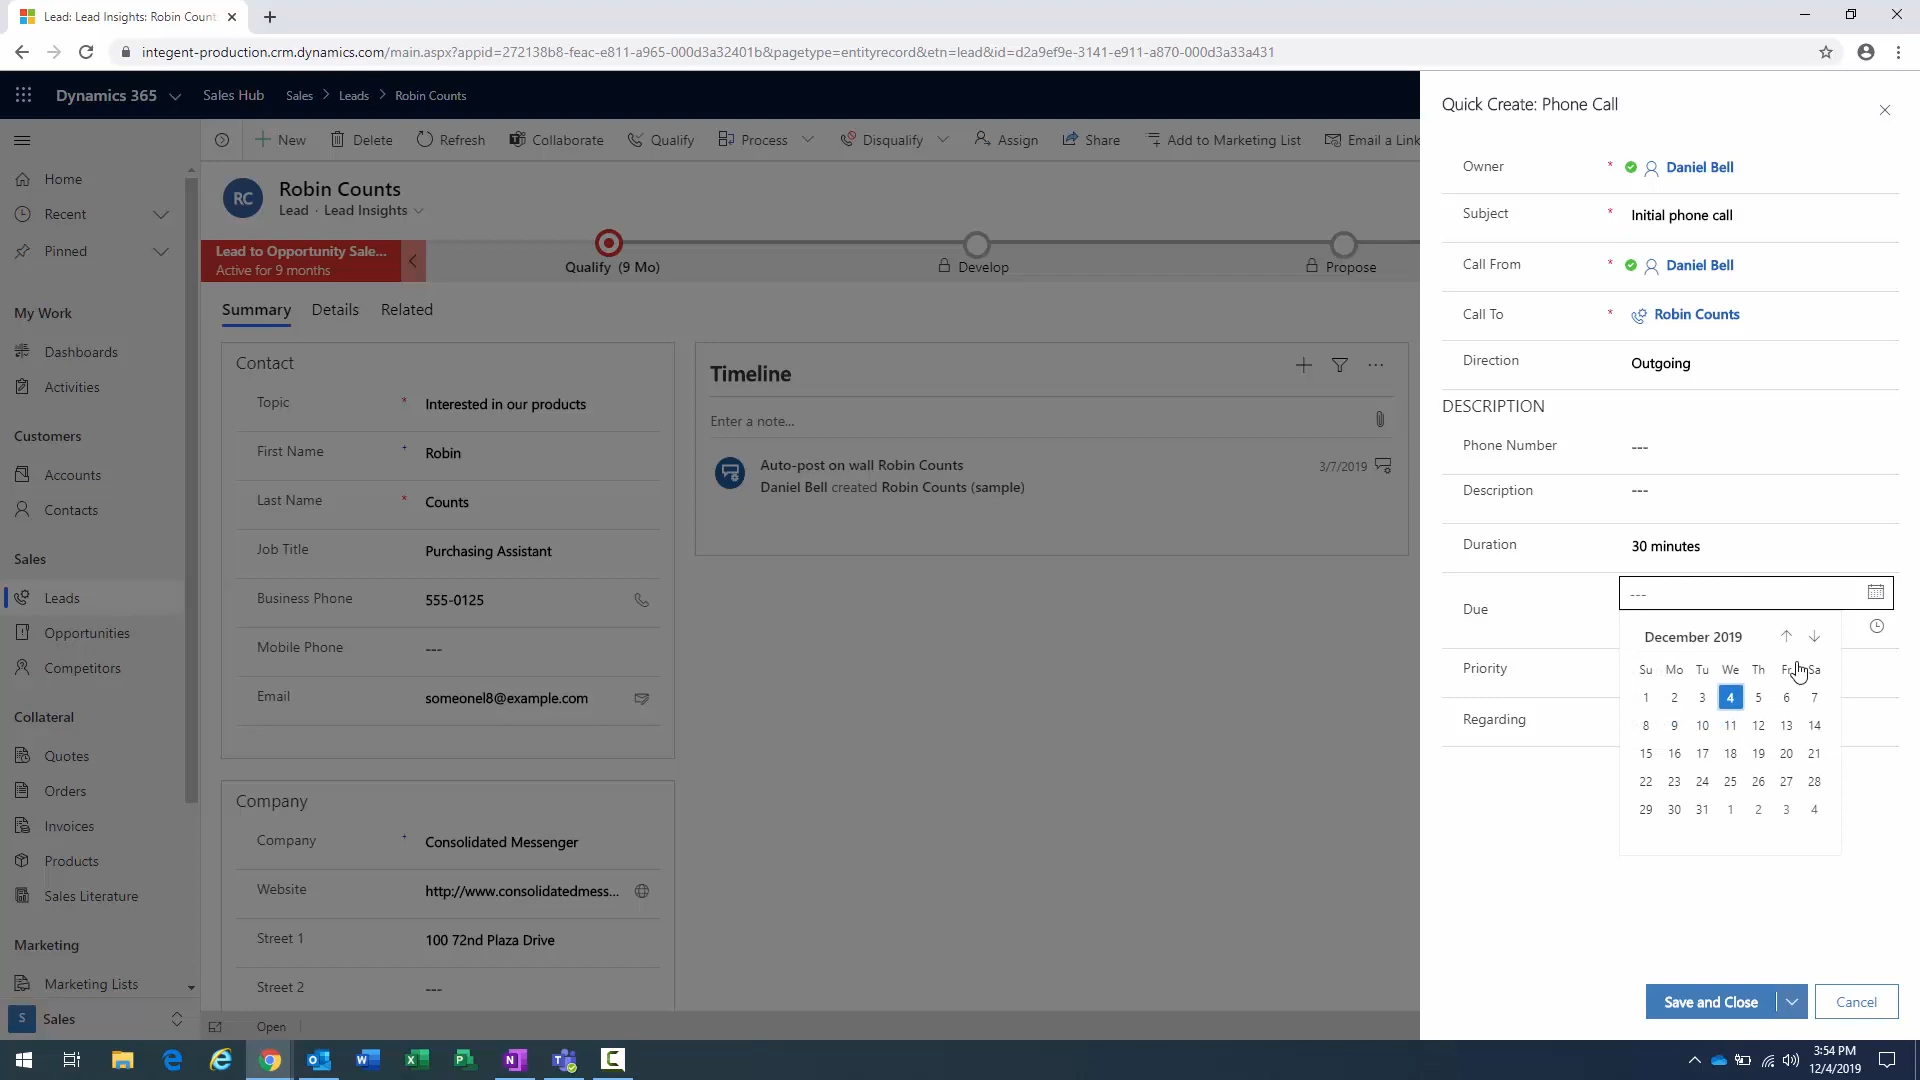 Lead: Lead Insights: Robin Count
integent-production.crm.dynamics.com/main.aspx?appid=272138b8-feac-e811-a965-000d3a32401b&pagetype=entityrecord&etn=lead&id=d2a9ef9e-3141-e911-a870-000d3a33a431
Dynamics 365
Sales Hub
Sales > Leads > Robin Counts
New
Delete
Refresh
Collaborate
Qualify
Process
Disqualify
Assign
Share
Add to Marketing List
Email a Link
Home
Recent
Pinned
My Work
Dashboards
Activities
Customers
Accounts
Contacts
Sales
Leads
Opportunities
Competitors
Collateral
Quotes
Orders
Invoices
Products
Sales Literature
Marketing
Marketing Lists
S Sales
RC
Robin Counts
Lead · Lead Insights
Lead to Opportunity Sale...
Active for 9 months
Qualify (9 Mo)
Develop
Propose
Summary
Details
Related
Contact
Topic * Interested in our products
First Name + Robin
Last Name * Counts
Job Title Purchasing Assistant
Business Phone 555-0125
Mobile Phone ---
Email someonel8@example.com
Company
Company + Consolidated Messenger
Website http://www.consolidatedmess...
Street 1 100 72nd Plaza Drive
Street 2 ---
Open
Timeline
Enter a note...
Auto-post on wall Robin Counts
3/7/2019
Daniel Bell created Robin Counts (sample)
Quick Create: Phone Call
Owner * Daniel Bell
Subject * Initial phone call
Call From * Daniel Bell
Call To * Robin Counts
Direction Outgoing
DESCRIPTION
Phone Number ---
Description ---
Duration 30 minutes
Due ---
Priority
Regarding
December 2019
Su Mo Tu We Th Fr Sa
1 2 3 4 5 6 7
8 9 10 11 12 13 14
15 16 17 18 19 20 21
22 23 24 25 26 27 28
29 30 31 1 2 3 4
Save and Close
Cancel
3:54 PM
12/4/2019